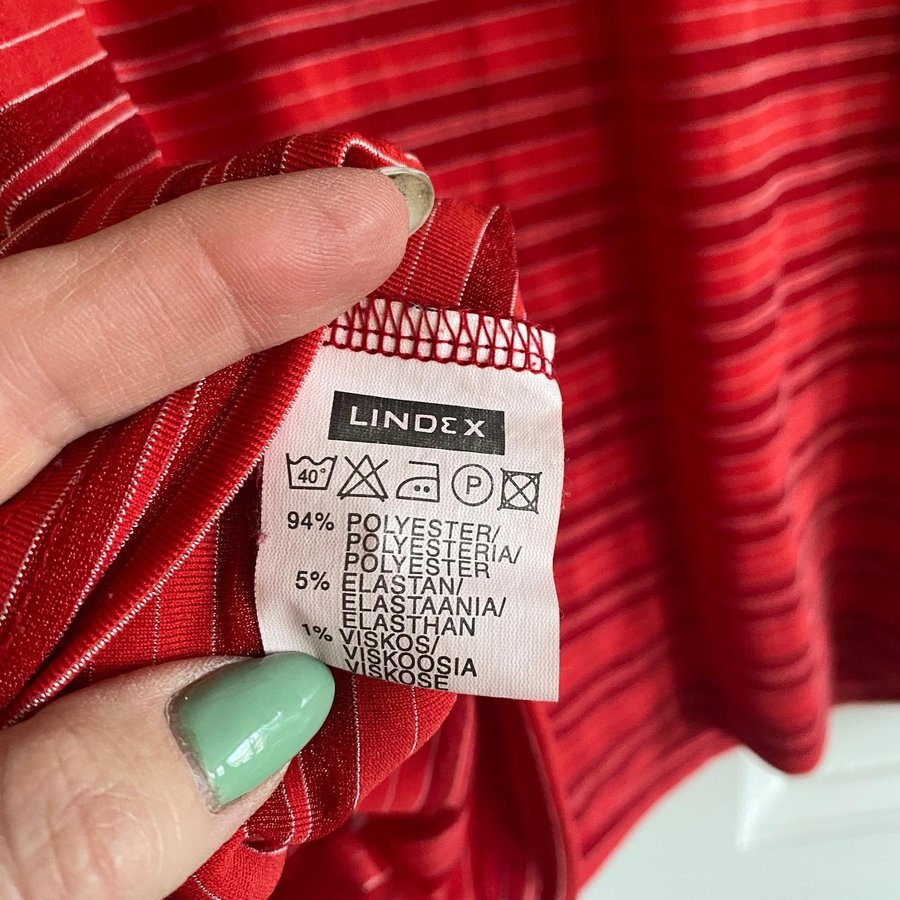 LINDEX
40° P
94% POLYESTER/
POLYESTERIA/
POLYESTER
5% ELASTAN/
ELASTAANIA/
ELASTHAN
1% VISKOS/
VISKOOSIA
VISKOSE